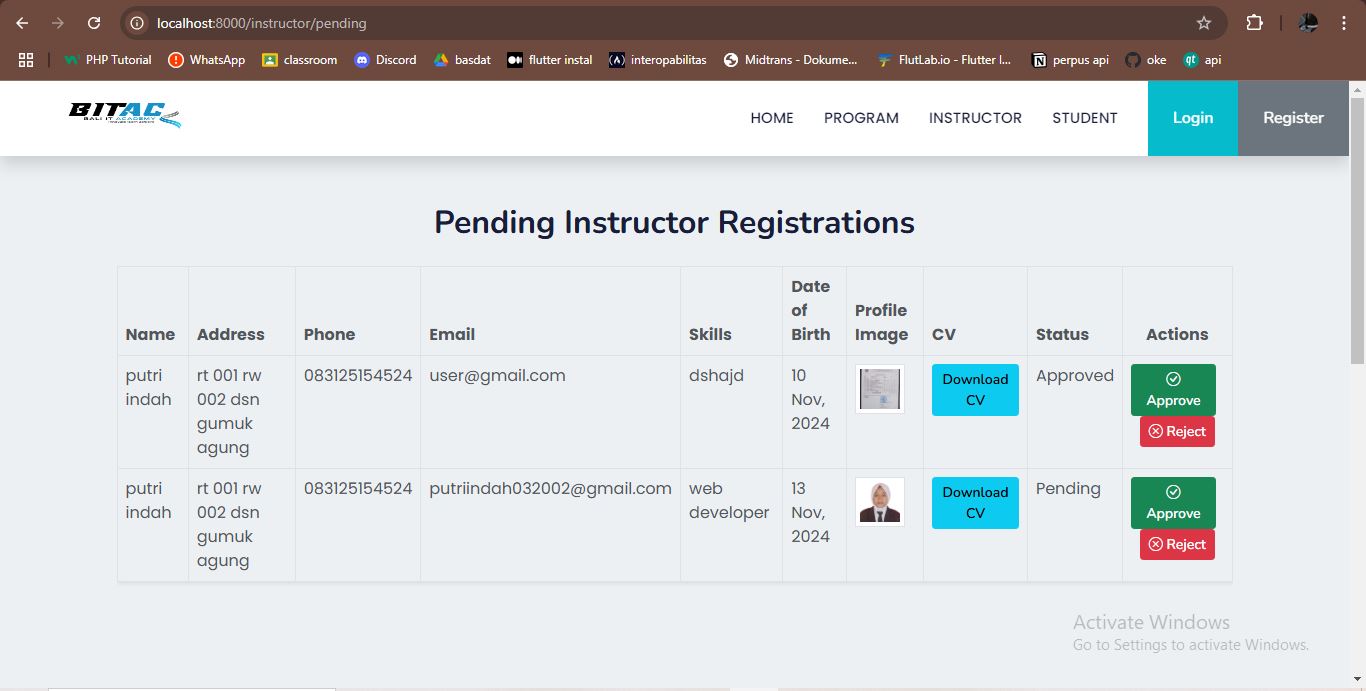 localhost:8000/instructor/pending
PHP Tutorial WhatsApp classroom Discord basdat flutter instal interopabilitas Midtrans - Dokume... FlutLab.io - Flutter I... perpus api oke api
BITAC
BALI IT ACADEMY
HOME PROGRAM INSTRUCTOR STUDENT Login Register
Pending Instructor Registrations
Name Address Phone Email Skills Date of Birth Profile Image CV Status Actions
putri indah
rt 001 rw 002 dsn gumuk agung
083125154524
user@gmail.com
dshajd
10 Nov, 2024
Download CV
Approved
Approve
Reject
putri indah
rt 001 rw 002 dsn gumuk agung
083125154524
putriindah032002@gmail.com
web developer
13 Nov, 2024
Download CV
Pending
Approve
Reject
Activate Windows
Go to Settings to activate Windows.